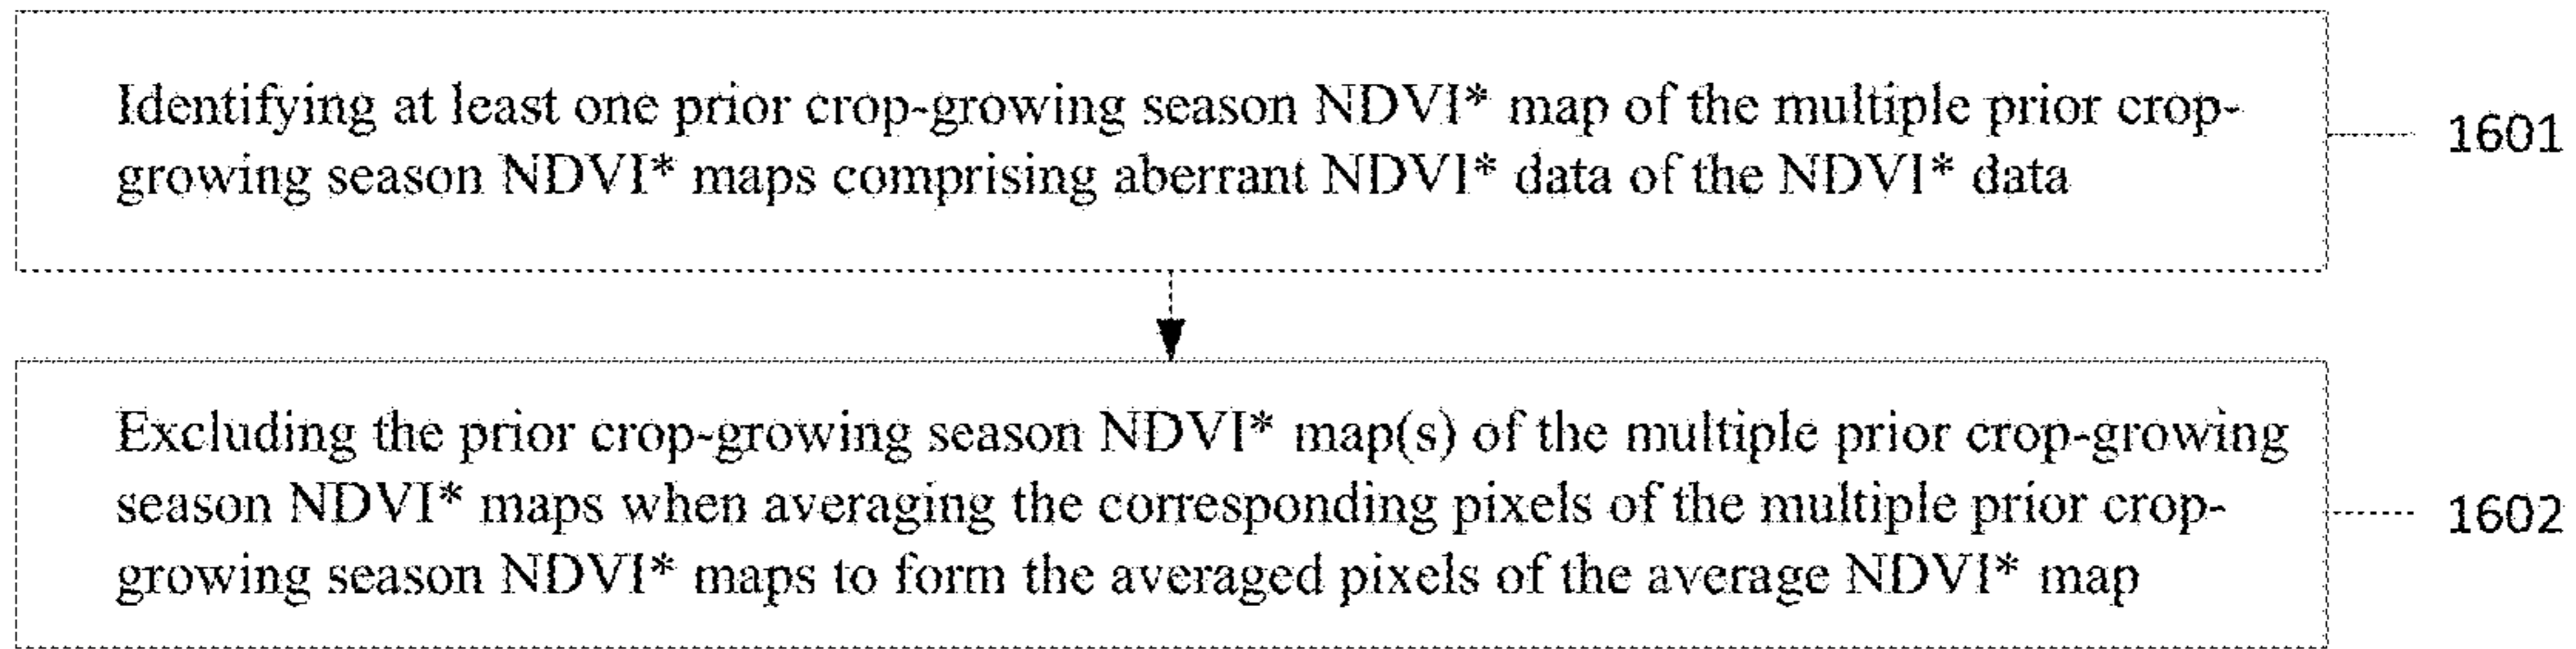 Identifying at least one prior crop-growing season NDVI* map of the multiple prior crop-
growing season NDVI* maps comprising aberrant NDVI* data of the NDVI* data
1601
Excluding the prior crop-growing season NDVI* map(s) of the multiple prior crop-growing
season NDVI* maps when averaging the corresponding pixels of the multiple prior crop-
growing season NDVI* maps to form the averaged pixels of the average NDVI* map
1602